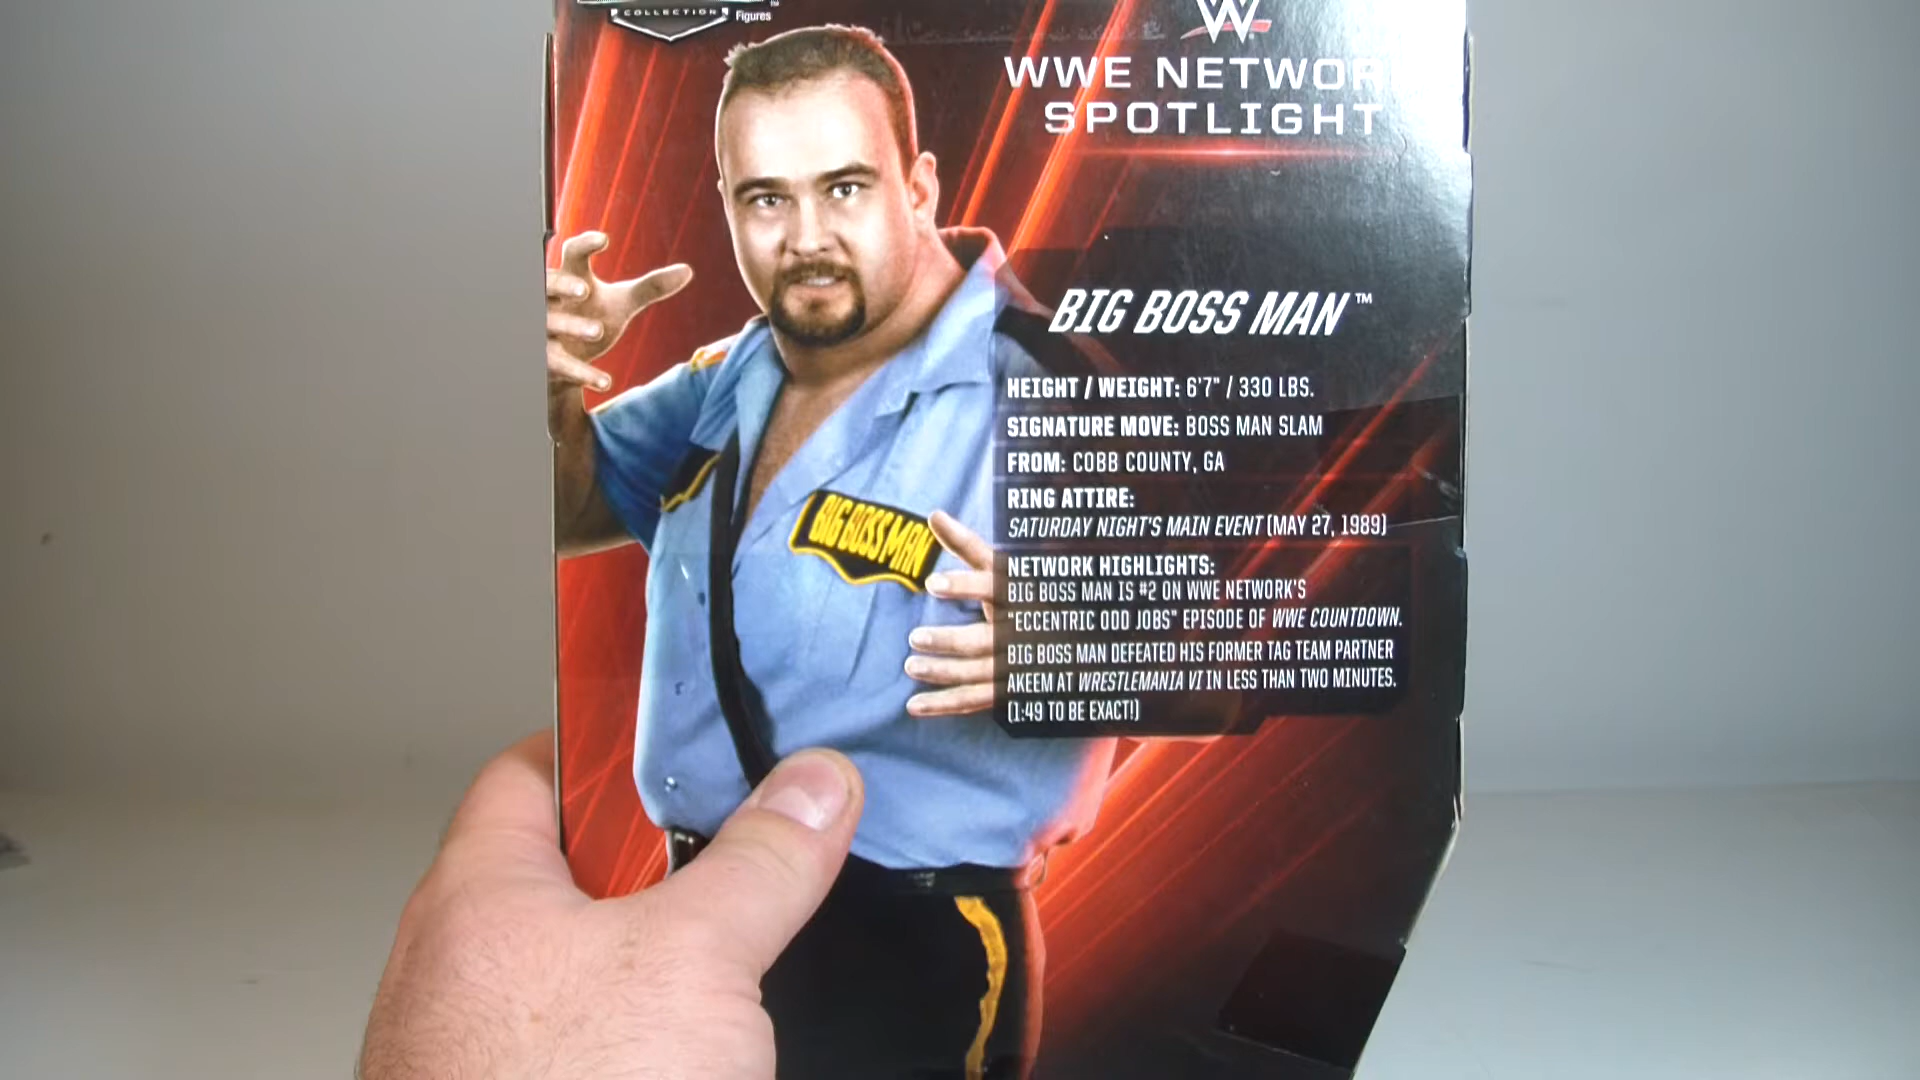 COLLECTION
Figures
W
WWE NETWOR
SPOTLIGHT
BIG BOSS MAN™
HEIGHT / WEIGHT: 6'7" / 330 LBS.
SIGNATURE MOVE: BOSS MAN SLAM
FROM: COBB COUNTY, GA
RING ATTIRE:
SATURDAY NIGHT'S MAIN EVENT (MAY 27, 1989)
NETWORK HIGHLIGHTS:
BIG BOSS MAN IS #2 ON WWE NETWORK'S
"ECCENTRIC ODD JOBS" EPISODE OF WWE COUNTDOWN.
BIG BOSS MAN DEFEATED HIS FORMER TAG TEAM PARTNER
AKEEM AT WRESTLEMANIA VI IN LESS THAN TWO MINUTES.
(1:49 TO BE EXACT!)
BIG BOSS MAN